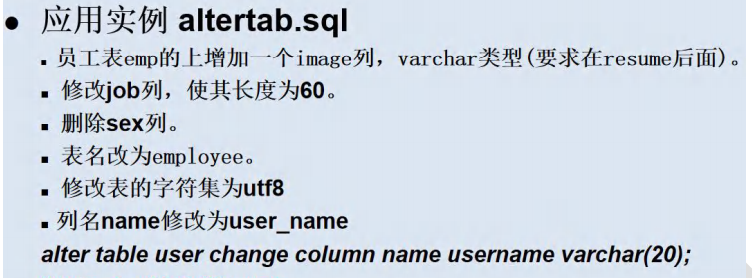 ● 应用实例 altertab.sql
▪ 员工表emp的上增加一个image列，varchar类型(要求在resume后面)。
▪ 修改job列，使其长度为60。
▪ 删除sex列。
▪ 表名改为employee。
▪ 修改表的字符集为utf8
▪ 列名name修改为user_name
alter table user change column name username varchar(20);